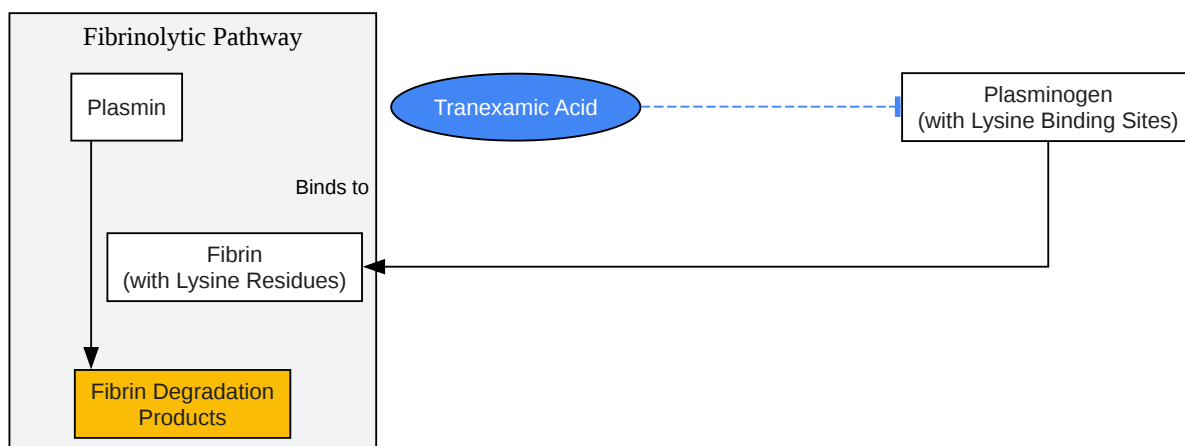 Fibrinolytic Pathway
Plasmin
Tranexamic Acid
Plasminogen
(with Lysine Binding Sites)
Binds to
Fibrin
(with Lysine Residues)
Fibrin Degradation
Products